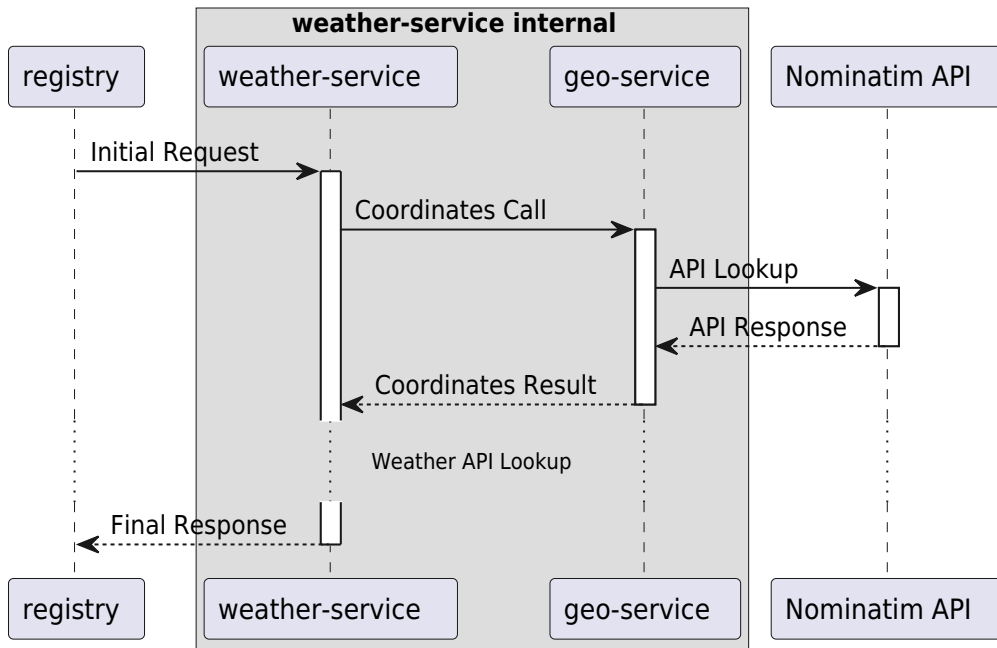 weather-service internal
registry
weather-service
geo-service
Nominatim API
Initial Request
Coordinates Call
API Lookup
API Response
Coordinates Result
Weather API Lookup
Final Response
registry
weather-service
geo-service
Nominatim API